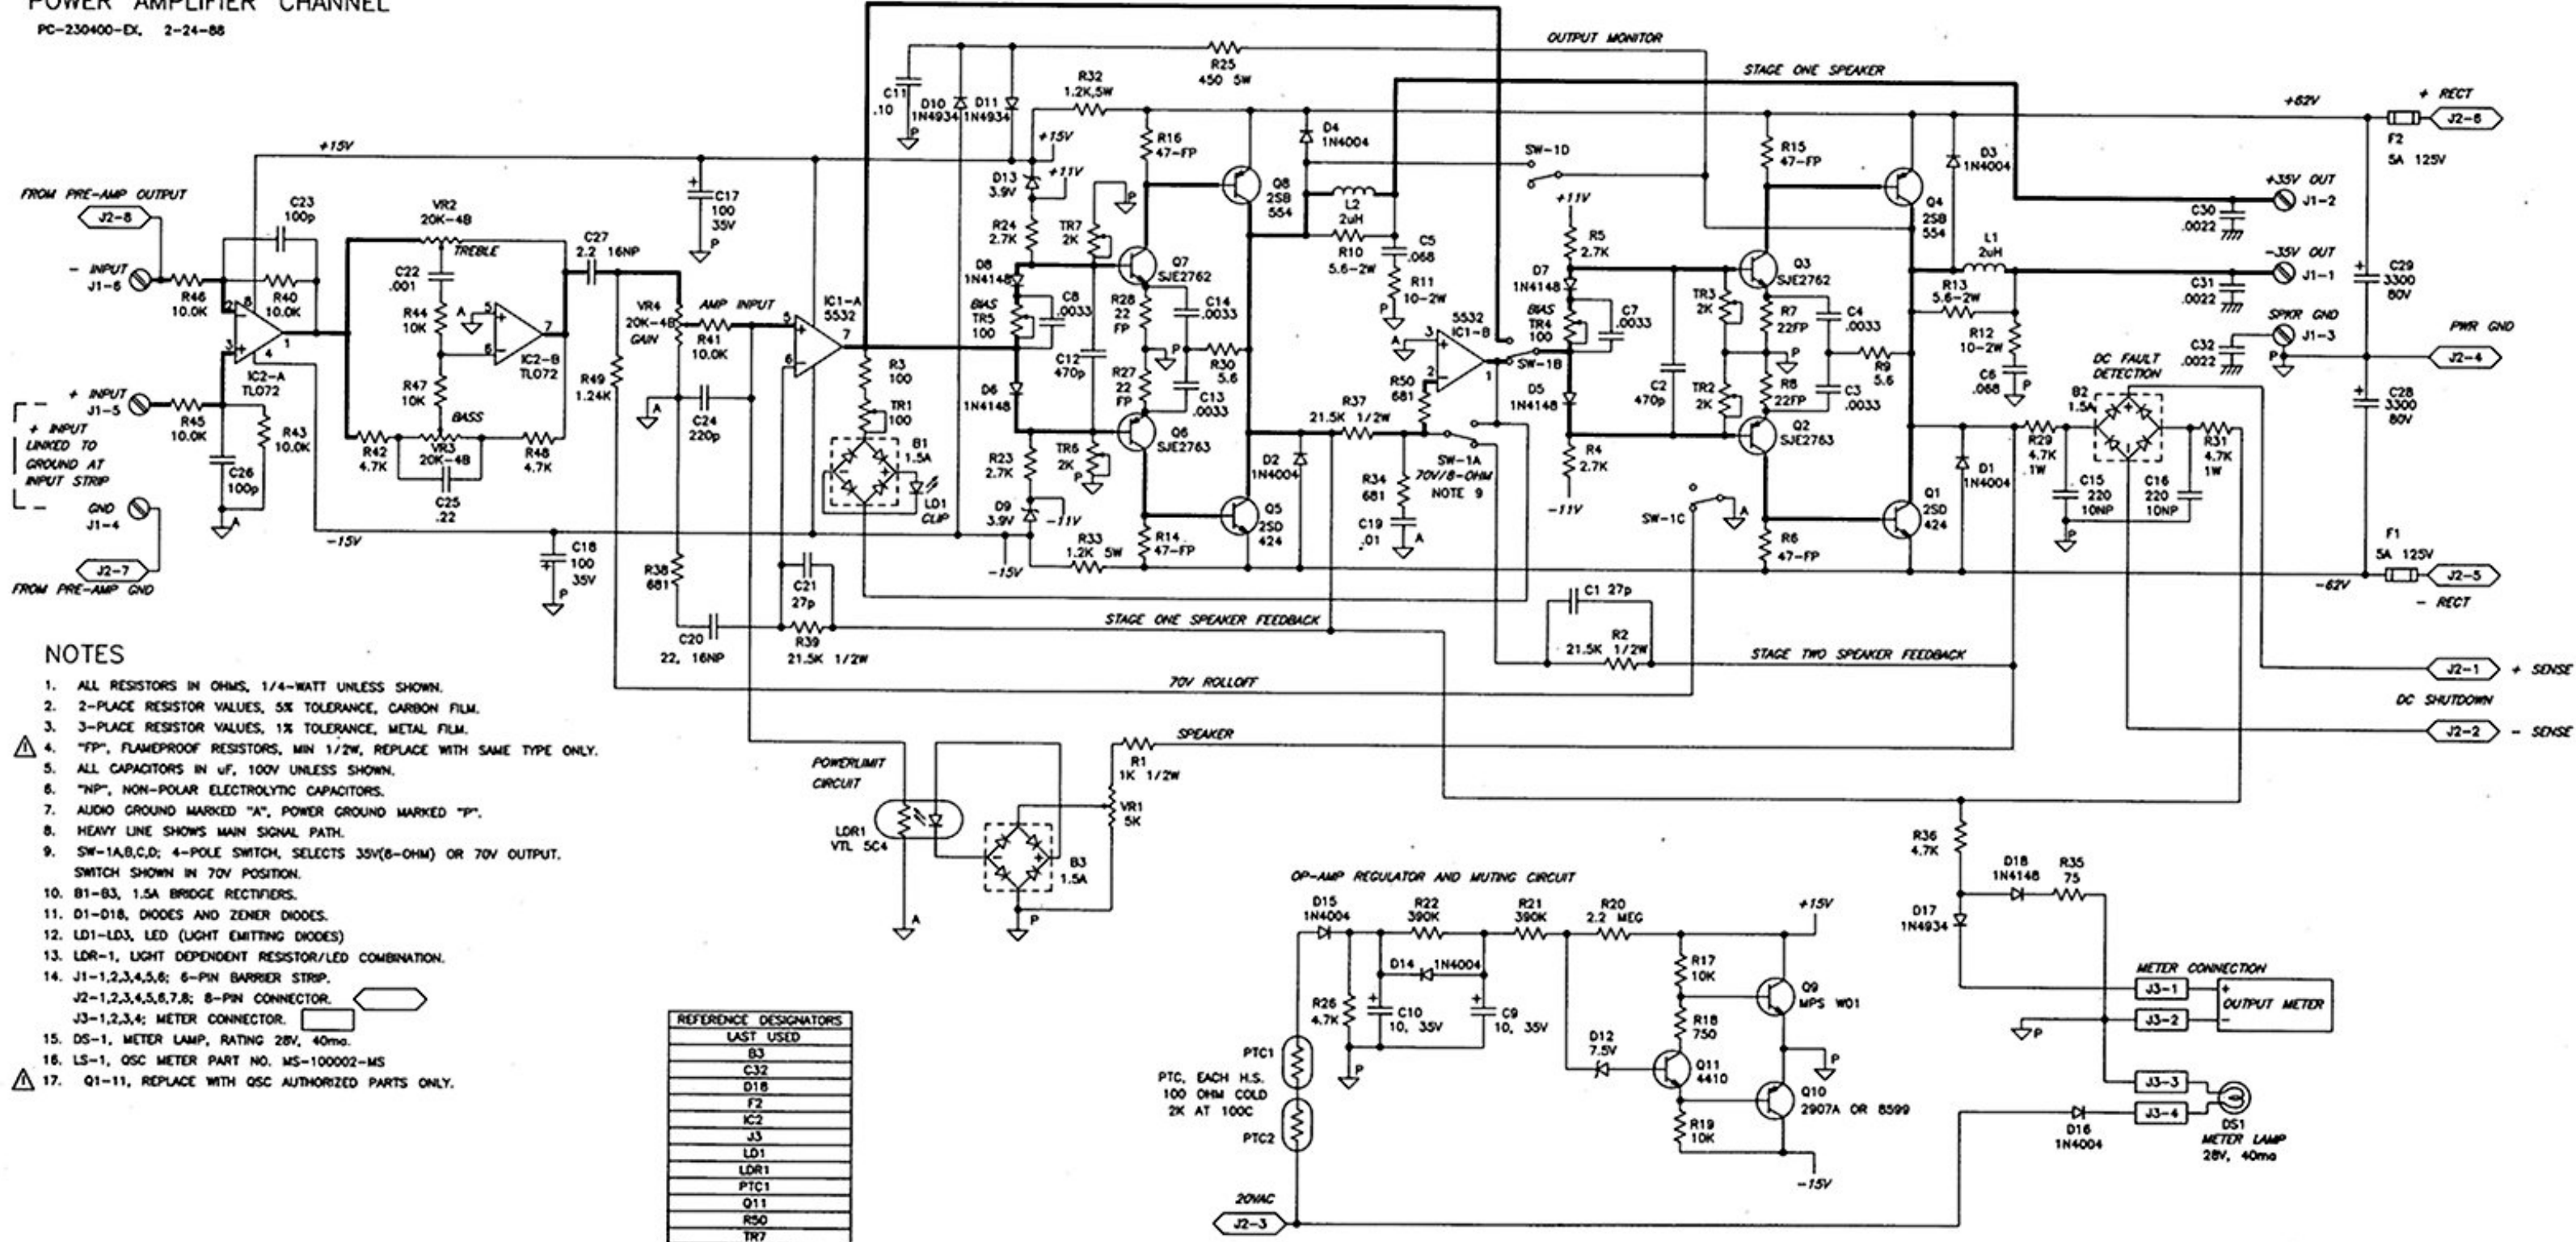 POWER AMPLIFIER CHANNEL
PC-230400-EX, 2-24-88
FROM PRE-AMP OUTPUT
J2-8
- INPUT
J1-6
R46
10.0K
C23
100p
R40
10.0K
+15V
2
8
3
4
1
IC2-A
TL072
+ INPUT
J1-5
R45
10.0K
+ INPUT
LINKED TO
GROUND AT
INPUT STRIP
GND
J1-4
J2-7
FROM PRE-AMP GND
C26
100p
R43
10.0K
A
-15V
VR2
20K-4B
TREBLE
C22
.001
R44
10K
R47
10K
BASS
R42
4.7K
VR3
20K-4B
R48
4.7K
C25
.22
A
5
6
7
IC2-B
TL072
C27
2.2 16NP
R49
1.24K
VR4
20K-4B
GAIN
AMP INPUT
R41
10.0K
A
C24
220p
C17
100
35V
P
C18
100
35V
P
R38
681
C20
22, 16NP
C21
27p
R39
21.5K 1/2W
IC1-A
5532
5
6
7
R3
100
TR1
100
B1
1.5A
LD1
CLIP
C11
.10
P
D10
1N4934
D11
1N4934
R25
450 5W
OUTPUT MONITOR
R32
1.2K,5W
+15V
D13
3.9V
+11V
R24
2.7K
TR7
2K
P
D8
1N4148
BIAS
TR5
100
C8
.0033
D6
1N4148
C12
470p
R23
2.7K
TR6
2K
P
D9
3.9V
-11V
R33
1.2K 5W
-15V
R16
47-FP
Q8
2SB
554
Q7
SJE2762
R28
22
FP
C14
.0033
P
R30
5.6
R27
22
FP
C13
.0033
Q6
SJE2763
R14
47-FP
Q5
2SD
424
D4
1N4004
L2
2uH
R10
5.6-2W
C5
.068
R11
10-2W
P
D2
1N4004
R37
21.5K 1/2W
R34
681
C19
.01
A
R50
681
5532
IC1-B
A
3
2
1
SW-1A
70V/8-OHM
NOTE 9
SW-1B
SW-1D
SW-1C
A
STAGE ONE SPEAKER
+11V
R5
2.7K
D7
1N4148
BIAS
TR4
100
C7
.0033
D5
1N4148
R4
2.7K
-11V
C2
470p
TR3
2K
TR2
2K
R15
47-FP
Q4
2SB
554
Q3
SJE2762
R7
22FP
C4
.0033
P
R9
5.6
R8
22FP
C3
.0033
Q2
SJE2763
R6
47-FP
Q1
2SD
424
D3
1N4004
L1
2uH
R13
5.6-2W
R12
10-2W
C6
.068
P
D1
1N4004
R29
4.7K
1W
C15
220
10NP
C16
220
10NP
P
DC FAULT
DETECTION
B2
1.5A
R31
4.7K
1W
+62V
+ RECT
J2-6
F2
5A 125V
+35V OUT
J1-2
C30
.0022
-35V OUT
J1-1
C31
.0022
SPKR GND
J1-3
P
C32
.0022
C29
3300
80V
PWR GND
J2-4
C28
3300
80V
F1
5A 125V
-62V
J2-5
- RECT
J2-1
+ SENSE
DC SHUTDOWN
J2-2
- SENSE
C1 27p
R2
21.5K 1/2W
STAGE ONE SPEAKER FEEDBACK
STAGE TWO SPEAKER FEEDBACK
70V ROLLOFF
SPEAKER
R1
1K 1/2W
VR1
5K
POWERLIMIT
CIRCUIT
LDR1
VTL 5C4
A
B3
1.5A
P
OP-AMP REGULATOR AND MUTING CIRCUIT
D15
1N4004
R22
390K
R21
390K
R20
2.2 MEG
+15V
D14
1N4004
R26
4.7K
C10
10, 35V
C9
10, 35V
P
R17
10K
Q9
MPS W01
R18
750
D12
7.5V
Q11
4410
P
Q10
2907A OR 8599
R19
10K
-15V
PTC1
PTC, EACH H.S.
100 OHM COLD
2K AT 100C
PTC2
20VAC
J2-3
R36
4.7K
D18
1N4148
R35
75
D17
1N4934
METER CONNECTION
J3-1
+
OUTPUT METER
J3-2
-
P
J3-3
J3-4
D16
1N4004
DS1
METER LAMP
28V, 40ma
NOTES
1. ALL RESISTORS IN OHMS, 1/4-WATT UNLESS SHOWN.
2. 2-PLACE RESISTOR VALUES, 5% TOLERANCE, CARBON FILM.
3. 3-PLACE RESISTOR VALUES, 1% TOLERANCE, METAL FILM.
4. "FP", FLAMEPROOF RESISTORS, MIN 1/2W, REPLACE WITH SAME TYPE ONLY.
5. ALL CAPACITORS IN uF, 100V UNLESS SHOWN.
6. "NP", NON-POLAR ELECTROLYTIC CAPACITORS.
7. AUDIO GROUND MARKED "A", POWER GROUND MARKED "P".
8. HEAVY LINE SHOWS MAIN SIGNAL PATH.
9. SW-1A,B,C,D; 4-POLE SWITCH, SELECTS 35V(8-OHM) OR 70V OUTPUT.
SWITCH SHOWN IN 70V POSITION.
10. B1-B3, 1.5A BRIDGE RECTIFIERS.
11. D1-D18, DIODES AND ZENER DIODES.
12. LD1-LD3, LED (LIGHT EMITTING DIODES)
13. LDR-1, LIGHT DEPENDENT RESISTOR/LED COMBINATION.
14. J1-1,2,3,4,5,6; 6-PIN BARRIER STRIP.
J2-1,2,3,4,5,6,7,8; 8-PIN CONNECTOR.
J3-1,2,3,4; METER CONNECTOR.
15. DS-1, METER LAMP, RATING 28V, 40ma.
16. LS-1, QSC METER PART NO. MS-100002-MS
17. Q1-11, REPLACE WITH QSC AUTHORIZED PARTS ONLY.
REFERENCE DESIGNATORS
LAST USED
B3
C32
D18
F2
IC2
J3
LD1
LDR1
PTC1
Q11
R50
TR7